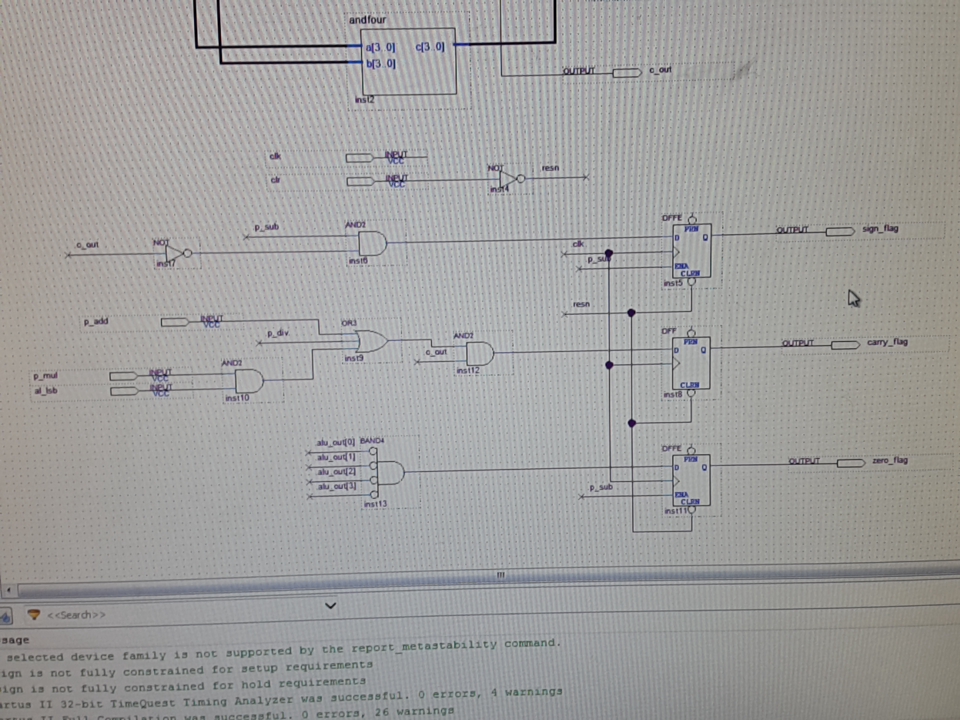 andfour
a[3..0] c[3..0]
b[3..0]
inst2
OUTPUT c_out
clk INPUT
VCC
clr INPUT
VCC
NOT
inst4
resn
c_out
NOT
inst7
p_sub
AND2
inst6
clk
p_sub
DFFE
PRN
D Q
ENA
CLRN
inst5
OUTPUT sign_flag
resn
p_add INPUT
VCC
p_div
OR3
inst9
c_out
AND2
inst12
DFF
PRN
D Q
CLRN
inst8
OUTPUT carry_flag
p_mul INPUT
VCC
al_lsb INPUT
VCC
AND2
inst10
alu_out[0] BAND4
alu_out[1]
alu_out[2]
alu_out[3]
inst13
p_sub
DFFE
PRN
D Q
ENA
CLRN
inst11
OUTPUT zero_flag
<<Search>>
sage
selected device family is not supported by the report_metastability command.
ign is not fully constrained for setup requirements
ign is not fully constrained for hold requirements
artus II 32-bit TimeQuest Timing Analyzer was successful. 0 errors, 4 warnings
II Full Compilation was successful. 0 errors, 26 warnings